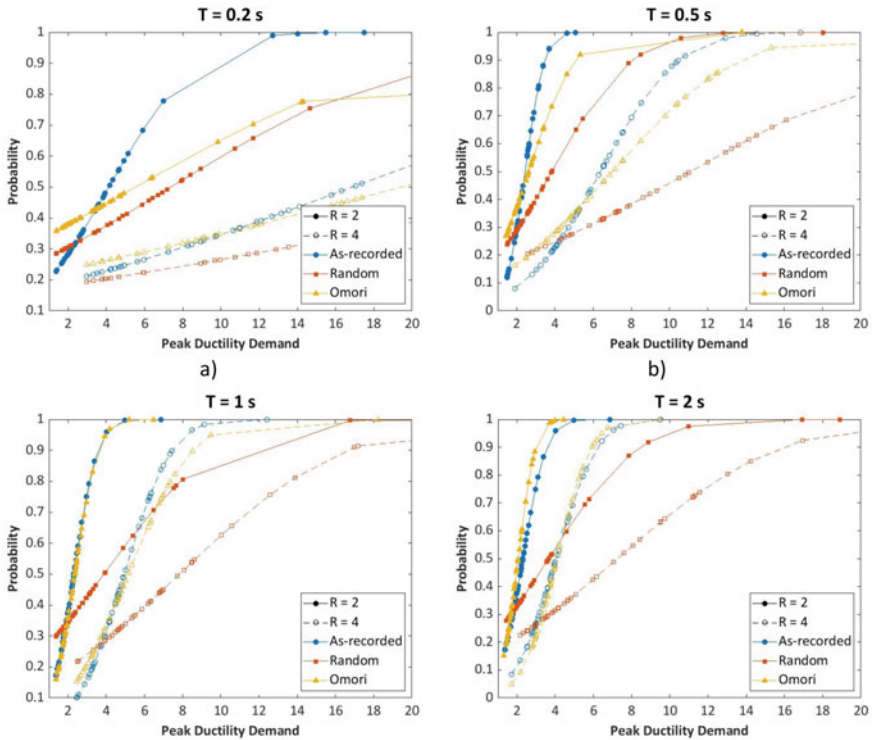 T = 0.2 s
1
0.9
0.8
0.7
0.6
0.5
0.4
0.3
0.2
0.1
Probability
2 4 6 8 10 12 14 16 18 20
Peak Ductility Demand
R = 2
R = 4
As-recorded
Random
Omori
a)
T = 0.5 s
1
0.9
0.8
0.7
0.6
0.5
0.4
0.3
0.2
0.1
0
Probability
2 4 6 8 10 12 14 16 18 20
Peak Ductility Demand
R = 2
R = 4
As-recorded
Random
Omori
b)
T = 1 s
1
0.9
0.8
0.7
0.6
0.5
0.4
0.3
0.2
0.1
Probability
2 4 6 8 10 12 14 16 18 20
Peak Ductility Demand
R = 2
R = 4
As-recorded
Random
Omori
T = 2 s
1
0.9
0.8
0.7
0.6
0.5
0.4
0.3
0.2
0.1
0
Probability
2 4 6 8 10 12 14 16 18 20
Peak Ductility Demand
R = 2
R = 4
As-recorded
Random
Omori